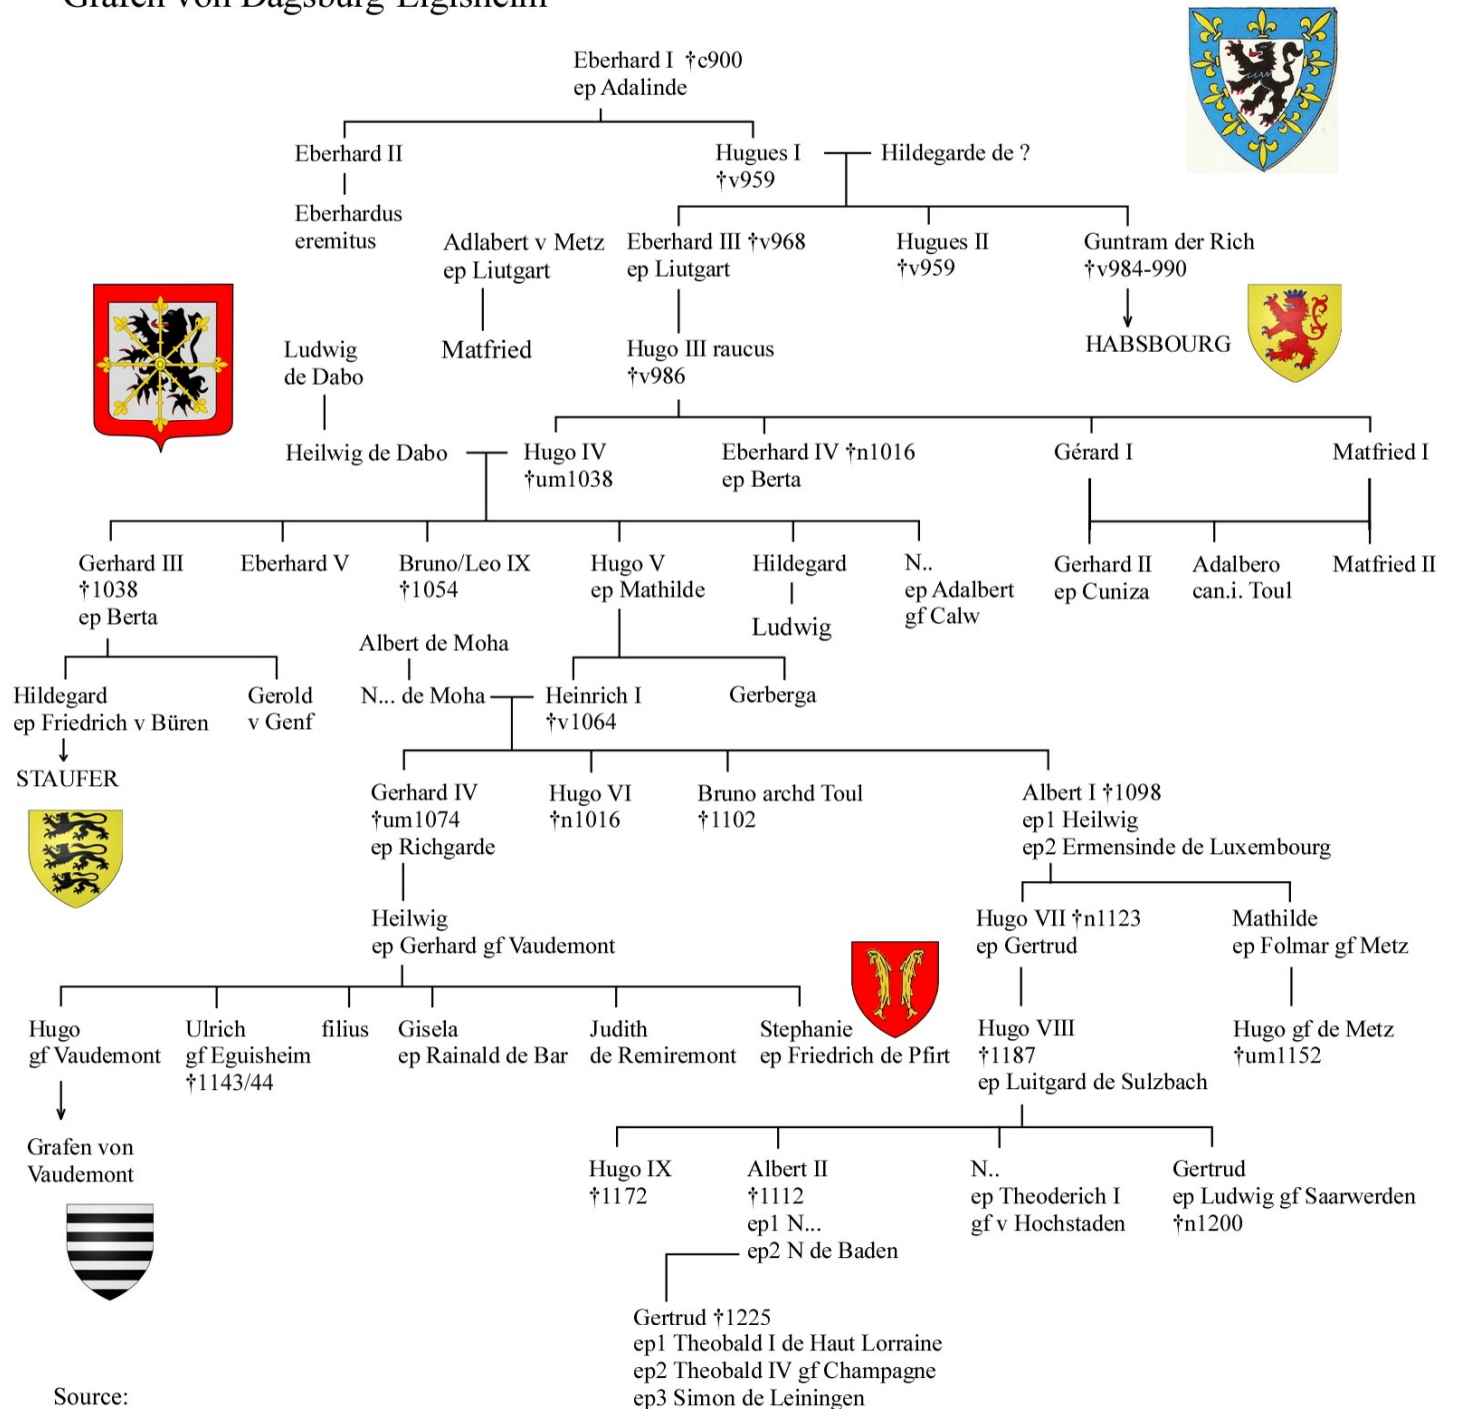 Grafen von Dagsburg-Elgisheim
Eberhard I †c900
ep Adalinde
Eberhard II
Hugues I
†v959
Hildegarde de ?
Eberhardus
eremitus
Adlabert v Metz
ep Liutgart
Eberhard III †v968
ep Liutgart
Hugues II
†v959
Guntram der Rich
†v984-990
HABSBOURG
Ludwig
de Dabo
Matfried
Hugo III raucus
†v986
Heilwig de Dabo
Hugo IV
†um1038
Eberhard IV †n1016
ep Berta
Gérard I
Matfried I
Gerhard III
†1038
ep Berta
Eberhard V
Bruno/Leo IX
†1054
Hugo V
ep Mathilde
Hildegard
Ludwig
N..
ep Adalbert
gf Calw
Gerhard II
ep Cuniza
Adalbero
can.i. Toul
Matfried II
Albert de Moha
Hildegard
ep Friedrich v Büren
STAUFER
Gerold
v Genf
N... de Moha
Heinrich I
†v1064
Gerberga
Gerhard IV
†um1074
ep Richgarde
Hugo VI
†n1016
Bruno archd Toul
†1102
Albert I †1098
ep1 Heilwig
ep2 Ermensinde de Luxembourg
Heilwig
ep Gerhard gf Vaudemont
Hugo VII †n1123
ep Gertrud
Mathilde
ep Folmar gf Metz
Hugo
gf Vaudemont
Ulrich
gf Eguisheim
†1143/44
filius
Gisela
ep Rainald de Bar
Judith
de Remiremont
Stephanie
ep Friedrich de Pfirt
Hugo VIII
†1187
ep Luitgard de Sulzbach
Hugo gf de Metz
†um1152
Grafen von
Vaudemont
Hugo IX
†1172
Albert II
†1112
ep1 N...
ep2 N de Baden
N..
ep Theoderich I
gf v Hochstaden
Gertrud
ep Ludwig gf Saarwerden
†n1200
Gertrud †1225
ep1 Theobald I de Haut Lorraine
ep2 Theobald IV gf Champagne
ep3 Simon de Leiningen
Source: